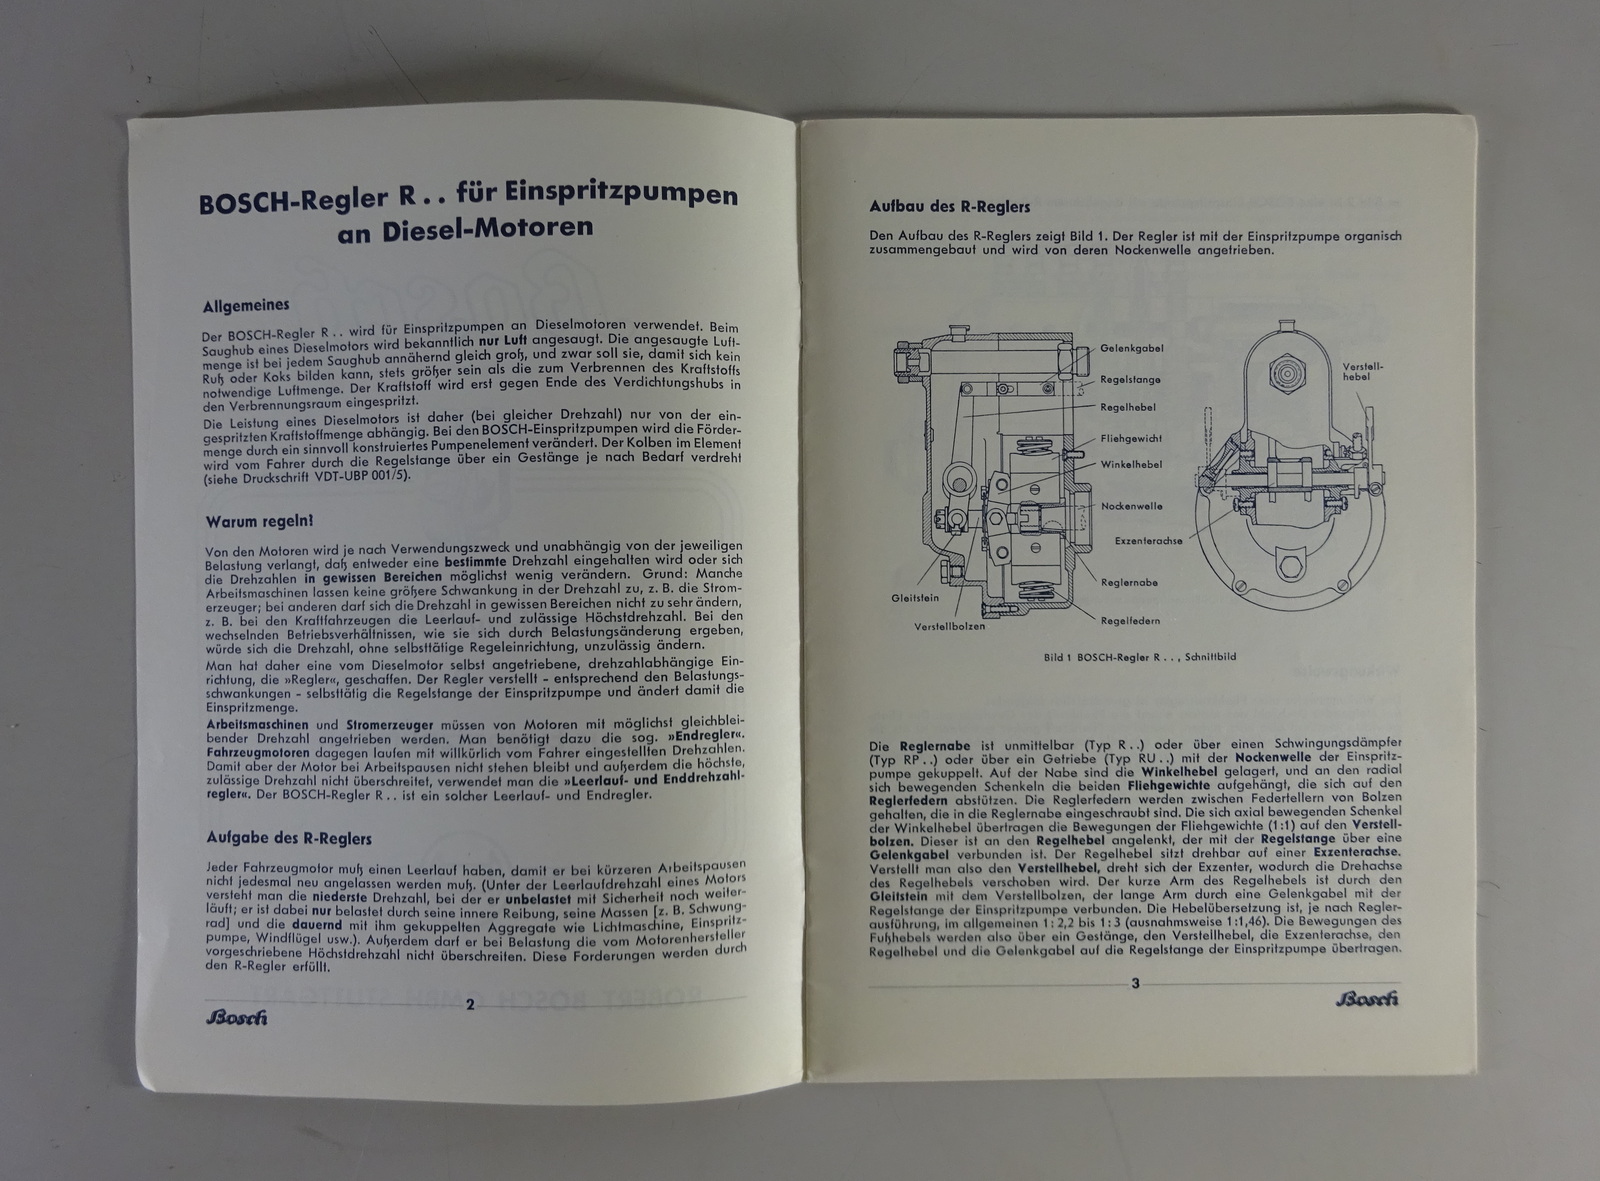 BOSCH-Regler R . . für Einspritzpumpen
an Diesel-Motoren
Allgemeines
Der BOSCH-Regler R . . wird für Einspritzpumpen an Dieselmotoren verwendet. Beim
Saughub eines Dieselmotors wird bekanntlich nur Luft angesaugt. Die angesaugte Luft-
menge ist bei jedem Saughub annähernd gleich groß, und zwar soll sie, damit sich kein
Ruß oder Koks bilden kann, stets größer sein als die zum Verbrennen des Kraftstoffs
notwendige Luftmenge. Der Kraftstoff wird erst gegen Ende des Verdichtungshubs in
den Verbrennungsraum eingespritzt.
Die Leistung eines Dieselmotors ist daher (bei gleicher Drehzahl) nur von der ein-
gespritzten Kraftstoffmenge abhängig. Bei den BOSCH-Einspritzpumpen wird die Förder-
menge durch ein sinnvoll konstruiertes Pumpenelement verändert. Der Kolben im Element
wird vom Fahrer durch die Regelstange über ein Gestänge je nach Bedarf verdreht
(siehe Druckschrift VDT-UBP 001/5).
Warum regeln?
Von den Motoren wird je nach Verwendungszweck und unabhängig von der jeweiligen
Belastung verlangt, daß entweder eine bestimmte Drehzahl eingehalten wird oder sich
die Drehzahlen in gewissen Bereichen möglichst wenig verändern. Grund: Manche
Arbeitsmaschinen lassen keine größere Schwankung in der Drehzahl zu, z. B. die Strom-
erzeuger; bei anderen darf sich die Drehzahl in gewissen Bereichen nicht zu sehr ändern,
z. B. bei den Kraftfahrzeugen die Leerlauf- und zulässige Höchstdrehzahl. Bei den
wechselnden Betriebsverhältnissen, wie sie sich durch Belastungsänderung ergeben,
würde sich die Drehzahl, ohne selbsttätige Regeleinrichtung, unzulässig ändern.
Man hat daher eine vom Dieselmotor selbst angetriebene, drehzahlabhängige Ein-
richtung, die »Regler«, geschaffen. Der Regler verstellt – entsprechend den Belastungs-
schwankungen – selbsttätig die Regelstange der Einspritzpumpe und ändert damit die
Einspritzmenge.
Arbeitsmaschinen und Stromerzeuger müssen von Motoren mit möglichst gleichblei-
bender Drehzahl angetrieben werden. Man benötigt dazu die sog. »Endregler«.
Fahrzeugmotoren dagegen laufen mit willkürlich vom Fahrer eingestellten Drehzahlen.
Damit aber der Motor bei Arbeitspausen nicht stehen bleibt und außerdem die höchste,
zulässige Drehzahl nicht überschreitet, verwendet man die »Leerlauf- und Enddrehzahl-
regler«. Der BOSCH-Regler R . . ist ein solcher Leerlauf- und Endregler.
Aufgabe des R-Reglers
Jeder Fahrzeugmotor muß einen Leerlauf haben, damit er bei kürzeren Arbeitspausen
nicht jedesmal neu angelassen werden muß. (Unter der Leerlaufdrehzahl eines Motors
versteht man die niederste Drehzahl, bei der er unbelastet mit Sicherheit noch weiter-
läuft; er ist dabei nur belastet durch seine innere Reibung, seine Massen [z. B. Schwung-
rad] und die dauernd mit ihm gekuppelten Aggregate wie Lichtmaschine, Einspritz-
pumpe, Windflügel usw.). Außerdem darf er bei Belastung die vom Motorenhersteller
vorgeschriebene Höchstdrehzahl nicht überschreiten. Diese Forderungen werden durch
den R-Regler erfüllt.
2
Bosch
Aufbau des R-Reglers
Den Aufbau des R-Reglers zeigt Bild 1. Der Regler ist mit der Einspritzpumpe organisch
zusammengebaut und wird von deren Nockenwelle angetrieben.
Gelenkgabel
Regelstange
Regelhebel
Fliehgewicht
Winkelhebel
Nockenwelle
Exzenterachse
Reglernabe
Regelfedern
Gleitstein
Verstellbolzen
Verstell-
hebel
Bild 1 BOSCH-Regler R . . , Schnittbild
Die Reglernabe ist unmittelbar (Typ R . .) oder über einen Schwingungsdämpfer
(Typ RP . .) oder über ein Getriebe (Typ RU . .) mit der Nockenwelle der Einspritz-
pumpe gekuppelt. Auf der Nabe sind die Winkelhebel gelagert, und an den radial
sich bewegenden Schenkeln die beiden Fliehgewichte aufgehängt, die sich auf den
Reglerfedern abstützen. Die Reglerfedern werden zwischen Federtellern von Bolzen
gehalten, die in die Reglernabe eingeschraubt sind. Die sich axial bewegenden Schenkel
der Winkelhebel übertragen die Bewegungen der Fliehgewichte (1:1) auf den Verstell-
bolzen. Dieser ist an den Regelhebel angelenkt, der mit der Regelstange über eine
Gelenkgabel verbunden ist. Der Regelhebel sitzt drehbar auf einer Exzenterachse.
Verstellt man also den Verstellhebel, dreht sich der Exzenter, wodurch die Drehachse
des Regelhebels verschoben wird. Der kurze Arm des Regelhebels ist durch den
Gleitstein mit dem Verstellbolzen, der lange Arm durch eine Gelenkgabel mit der
Regelstange der Einspritzpumpe verbunden. Die Hebelübersetzung ist, je nach Regler-
ausführung, im allgemeinen 1 : 2,2 bis 1 : 3 (ausnahmsweise 1 : 1,46). Die Bewegungen des
Fußhebels werden also über ein Gestänge, den Verstellhebel, die Exzenterachse, den
Regelhebel und die Gelenkgabel auf die Regelstange der Einspritzpumpe übertragen.
3
Bosch